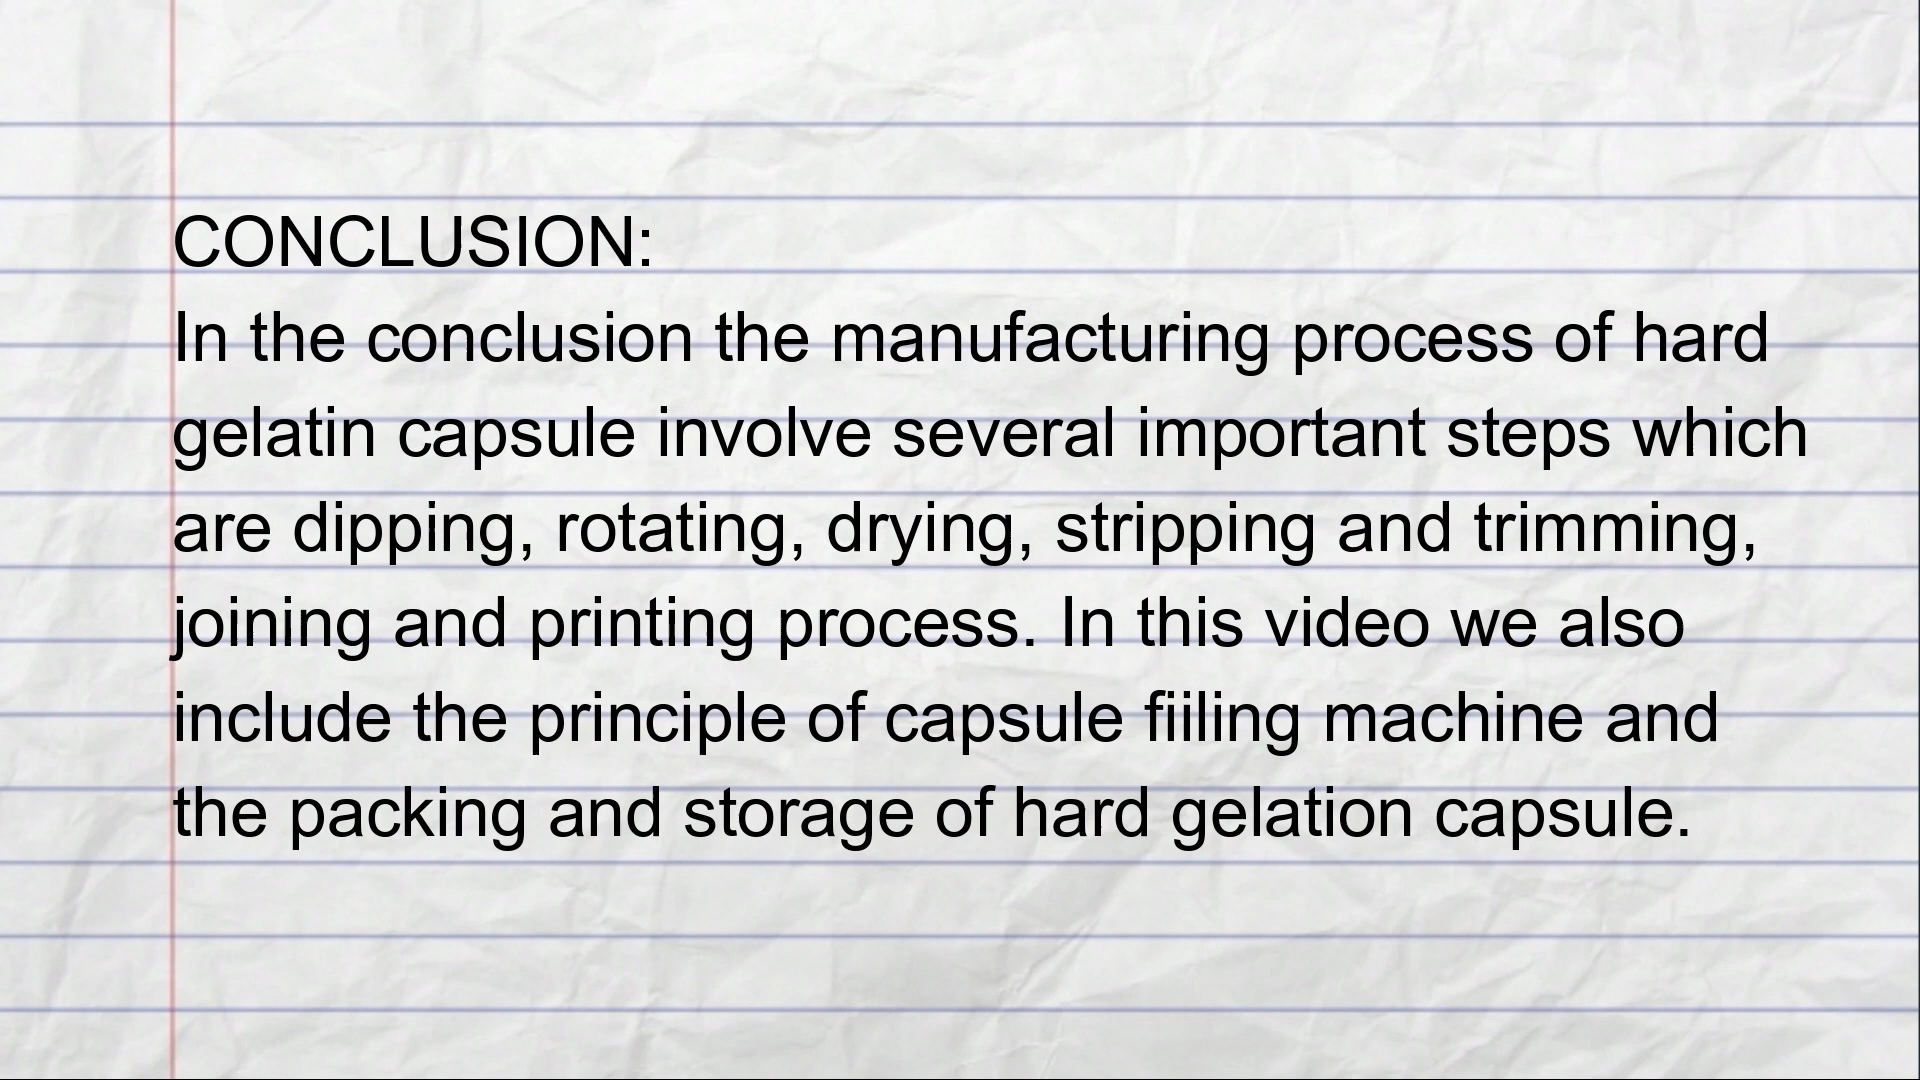 CONCLUSION:
In the conclusion the manufacturing process of hard
gelatin capsule involve several important steps which
are dipping, rotating, drying, stripping and trimming,
joining and printing process. In this video we also
include the principle of capsule fiiling machine and
the packing and storage of hard gelation capsule.